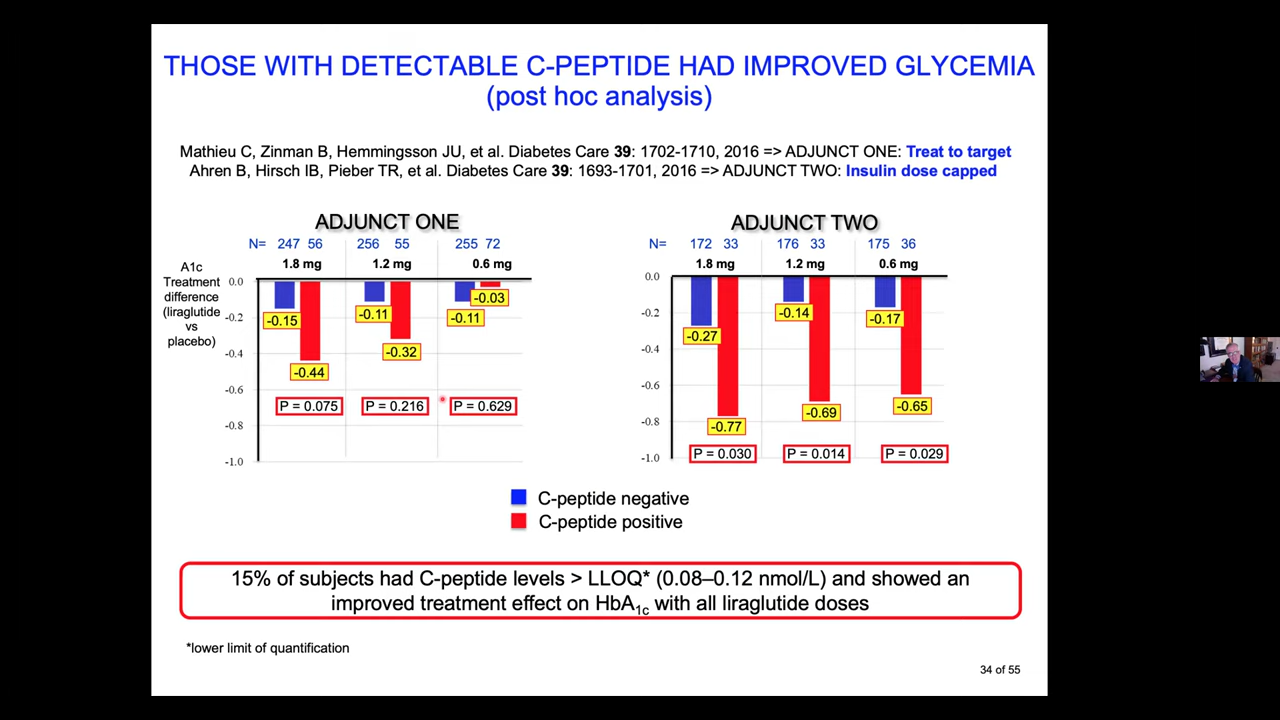 THOSE WITH DETECTABLE C-PEPTIDE HAD IMPROVED GLYCEMIA
(post hoc analysis)
Mathieu C, Zinman B, Hemmingsson JU, et al. Diabetes Care 39: 1702-1710, 2016 => ADJUNCT ONE: Treat to target
Ahren B, Hirsch IB, Pieber TR, et al. Diabetes Care 39: 1693-1701, 2016 => ADJUNCT TWO: Insulin dose capped
ADJUNCT ONE
N= 247 56 256 55 255 72
1.8 mg 1.2 mg 0.6 mg
A1c
Treatment
difference
(liraglutide
vs
placebo)
0.0
-0.2
-0.4
-0.6
-0.8
-1.0
-0.15
-0.44
-0.11
-0.32
-0.11
-0.03
P = 0.075 P = 0.216 P = 0.629
ADJUNCT TWO
N= 172 33 176 33 175 36
1.8 mg 1.2 mg 0.6 mg
0.0
-0.2
-0.4
-0.6
-0.8
-1.0
-0.27
-0.77
-0.14
-0.69
-0.17
-0.65
P = 0.030 P = 0.014 P = 0.029
C-peptide negative
C-peptide positive
15% of subjects had C-peptide levels > LLOQ* (0.08–0.12 nmol/L) and showed an
improved treatment effect on HbA1c with all liraglutide doses
*lower limit of quantification
34 of 55